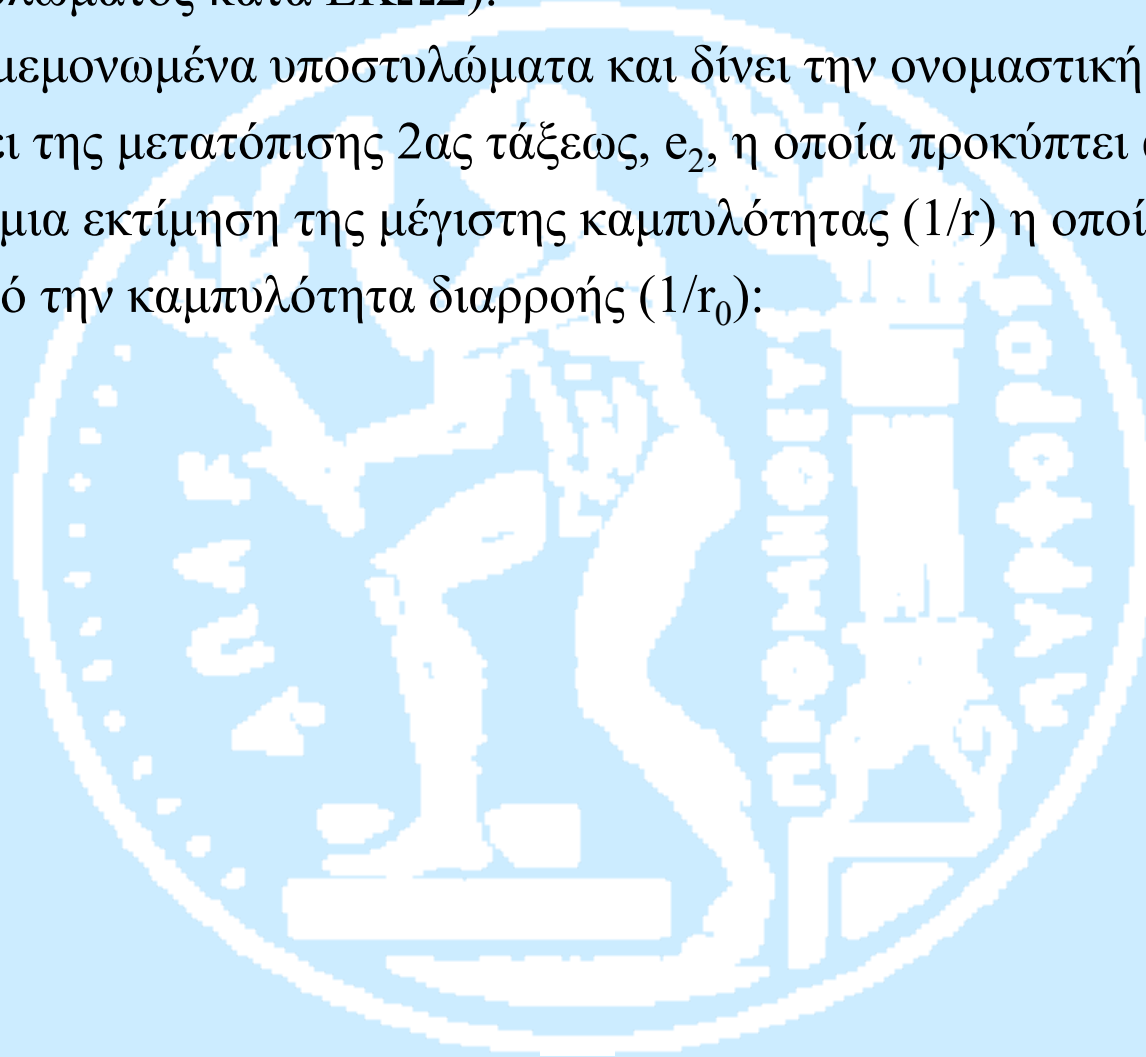 μεμονωμένα υποστυλώματα και δίνει την ονομαστική
της μετατόπισης 2ας τάξεως, e₂, η οποία προκύπτει
μια εκτίμηση της μέγιστης καμπυλότητας (1/r) η
την καμπυλότητα διαρροής (1/r₀):
ΠΡΟΜΗΘΕΥΣ